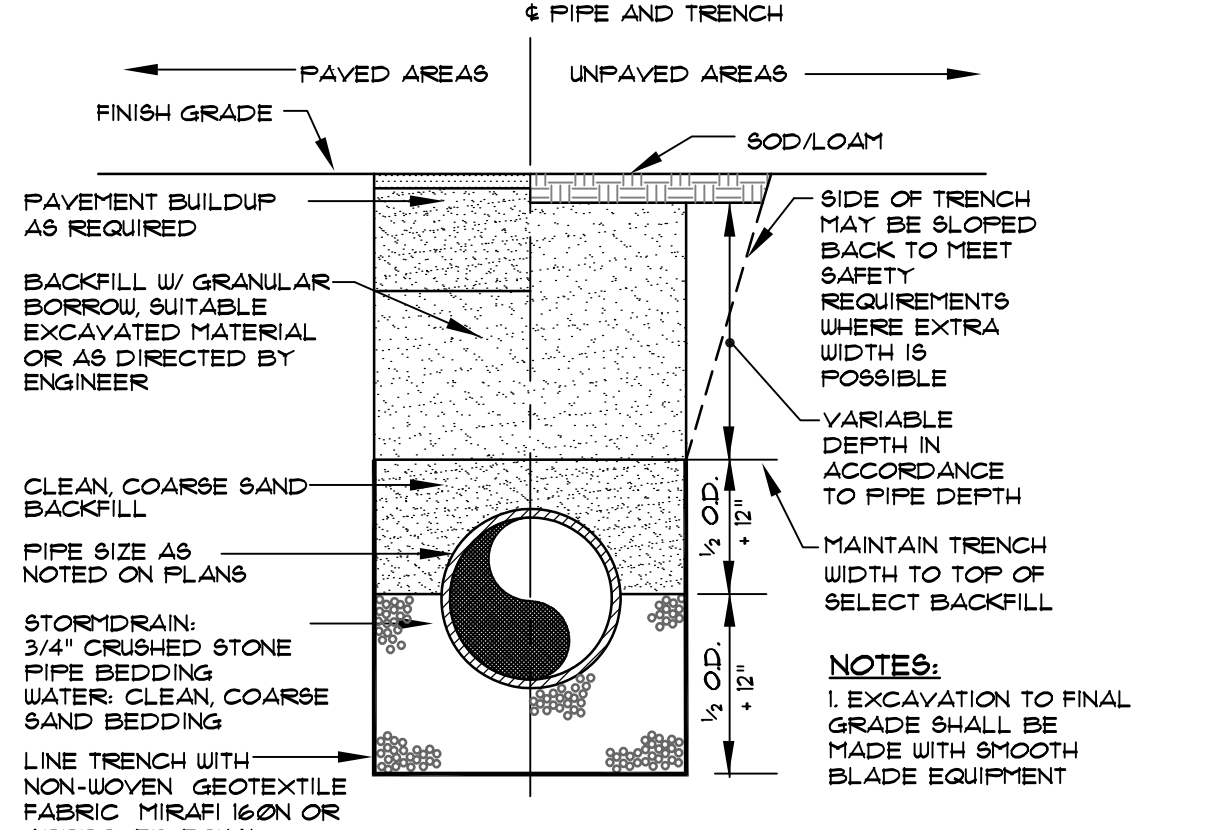 ℄ PIPE AND TRENCH
PAVED AREAS
UNPAVED AREAS
FINISH GRADE
SOD/LOAM
PAVEMENT BUILDUP
AS REQUIRED
BACKFILL W/ GRANULAR
BORROW, SUITABLE
EXCAVATED MATERIAL
OR AS DIRECTED BY
ENGINEER
CLEAN, COARSE SAND
BACKFILL
PIPE SIZE AS
NOTED ON PLANS
STORMDRAIN:
3/4" CRUSHED STONE
PIPE BEDDING
WATER: CLEAN, COARSE
SAND BEDDING
LINE TRENCH WITH
NON-WOVEN GEOTEXTILE
FABRIC MIRAFI 160N OR
½ O.D.
+ 12"
½ O.D.
+ 12"
SIDE OF TRENCH
MAY BE SLOPED
BACK TO MEET
SAFETY
REQUIREMENTS
WHERE EXTRA
WIDTH IS
POSSIBLE
VARIABLE
DEPTH IN
ACCORDANCE
TO PIPE DEPTH
MAINTAIN TRENCH
WIDTH TO TOP OF
SELECT BACKFILL
NOTES:
1. EXCAVATION TO FINAL
GRADE SHALL BE
MADE WITH SMOOTH
BLADE EQUIPMENT